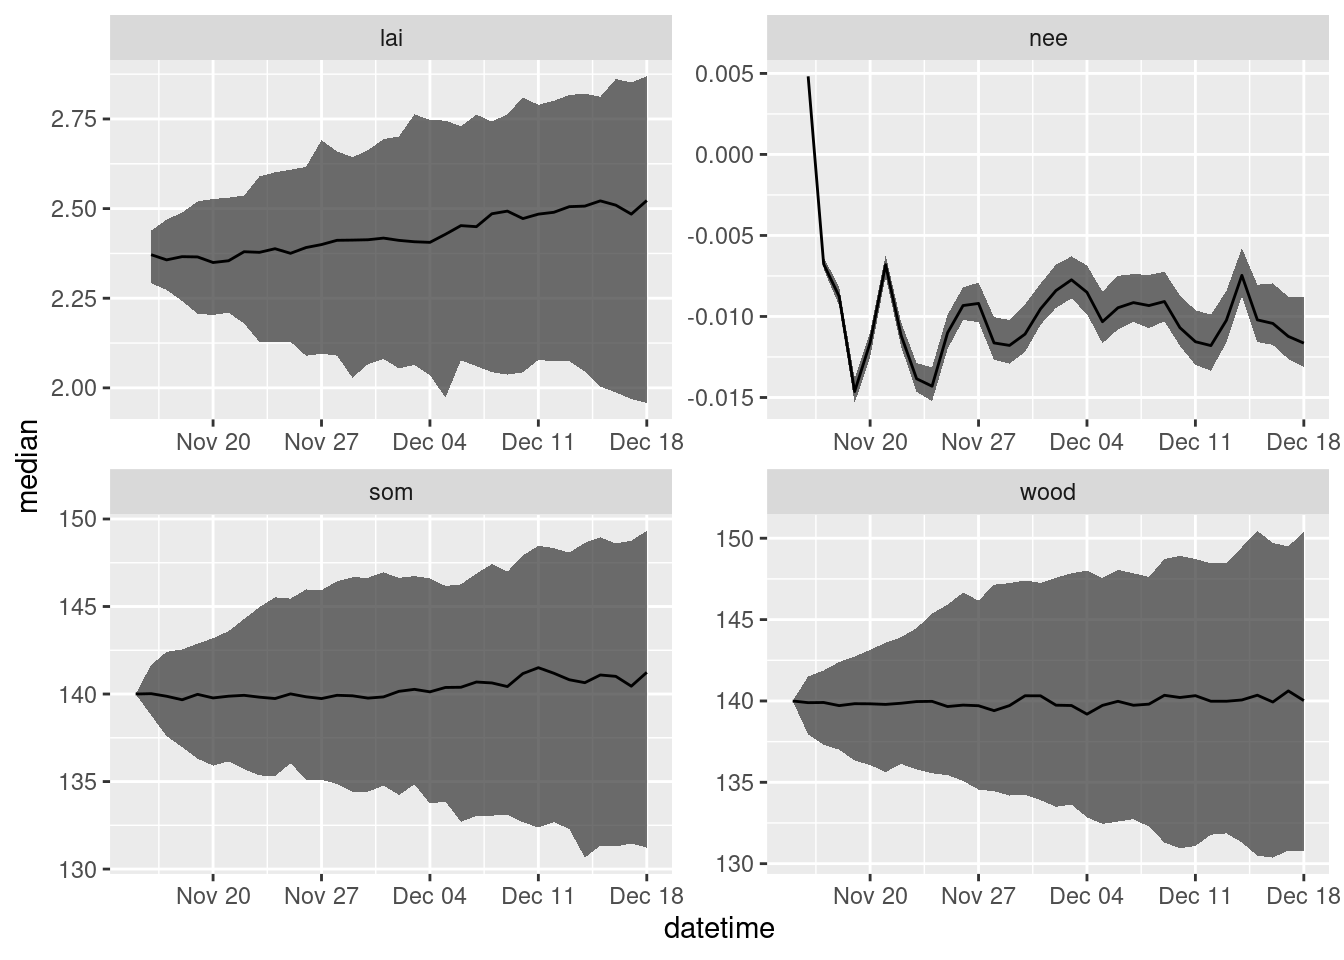 lai
nee
2.75
2.50
2.25
2.00
0.005
0.000
-0.005
-0.010
-0.015
Nov 20 Nov 27 Dec 04 Dec 11 Dec 18
Nov 20 Nov 27 Dec 04 Dec 11 Dec 18
median
som
wood
150
145
140
135
130
150
145
140
135
130
Nov 20 Nov 27 Dec 04 Dec 11 Dec 18
Nov 20 Nov 27 Dec 04 Dec 11 Dec 18
datetime